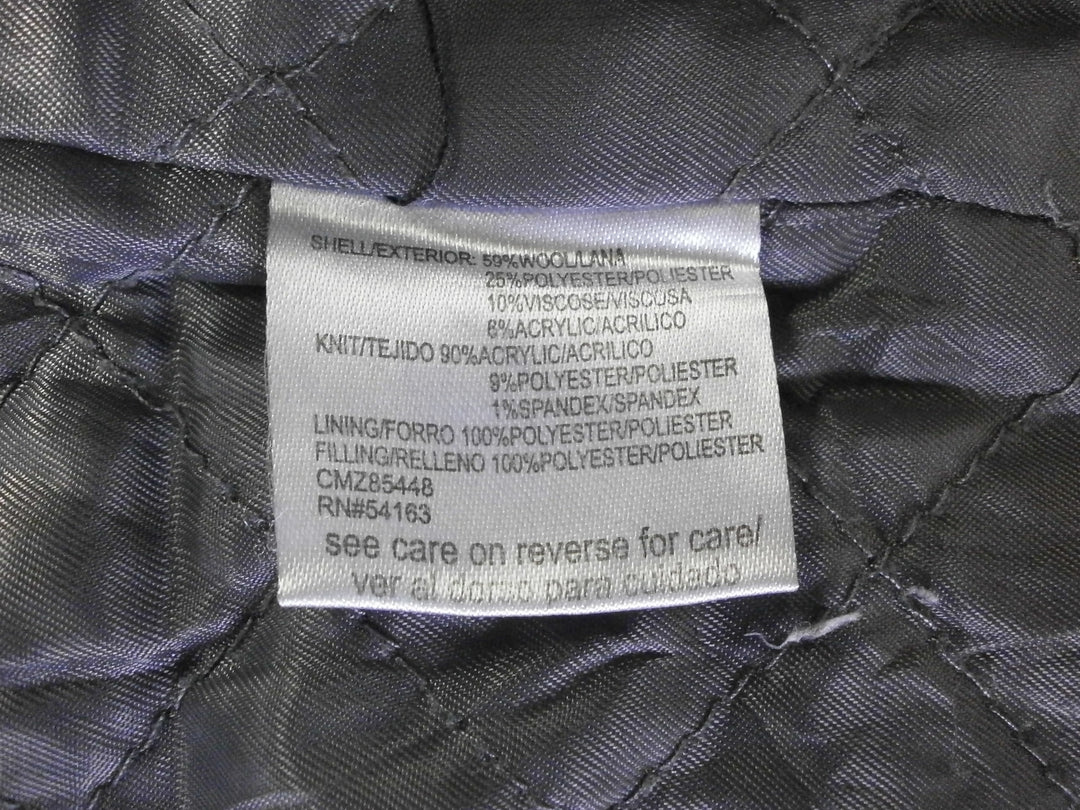 SHELL/EXTERIOR: 59%WOOL/LANA
25%POLYESTER/POLIESTER
10%VISCOSE/VISCOSA
6%ACRYLIC/ACRILICO
KNIT/TEJIDO 90%ACRYLIC/ACRILICO
9%POLYESTER/POLIESTER
1%SPANDEX/SPANDEX
LINING/FORRO 100%POLYESTER/POLIESTER
FILLING/RELLENO 100%POLYESTER/POLIESTER
CMZ85448
RN#54163
see care on reverse for care/
ver al dorso para cuidado